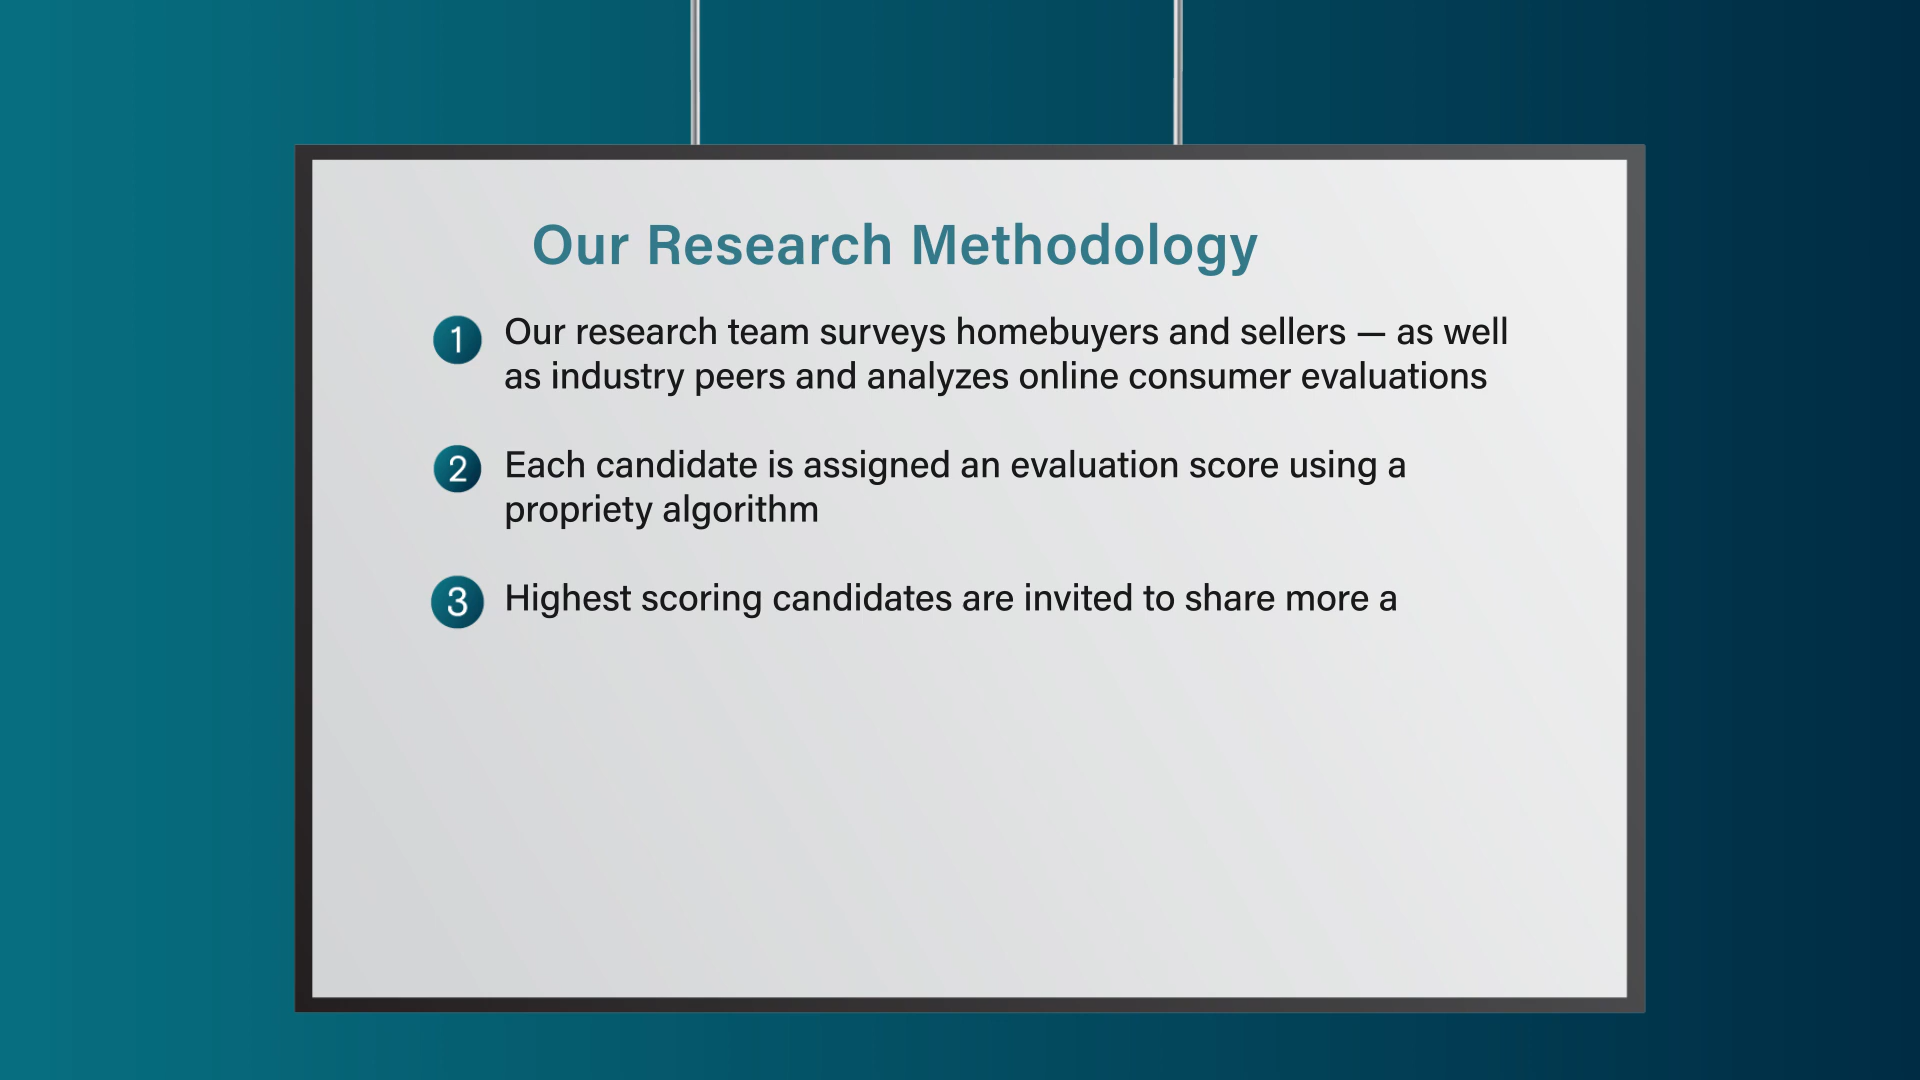 Our Research Methodology
1 Our research team surveys homebuyers and sellers — as well
as industry peers and analyzes online consumer evaluations
2 Each candidate is assigned an evaluation score using a
propriety algorithm
3 Highest scoring candidates are invited to share more a